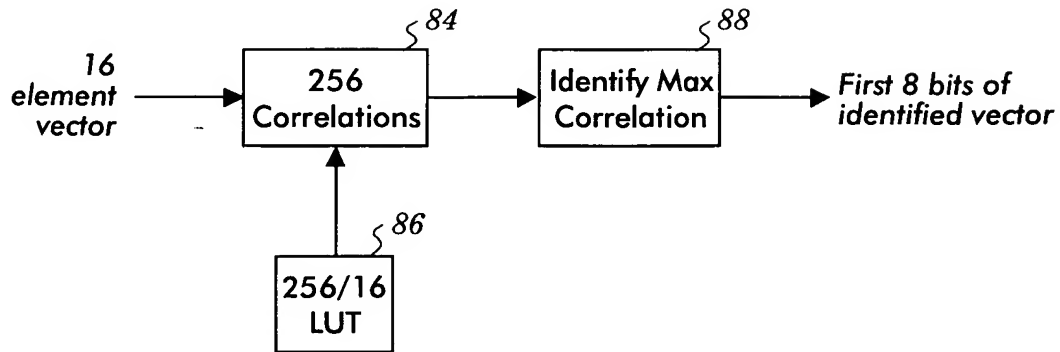 84
88
16
element
vector
256
Correlations
Identify Max
Correlation
First 8 bits of
identified vector
86
256/16
LUT